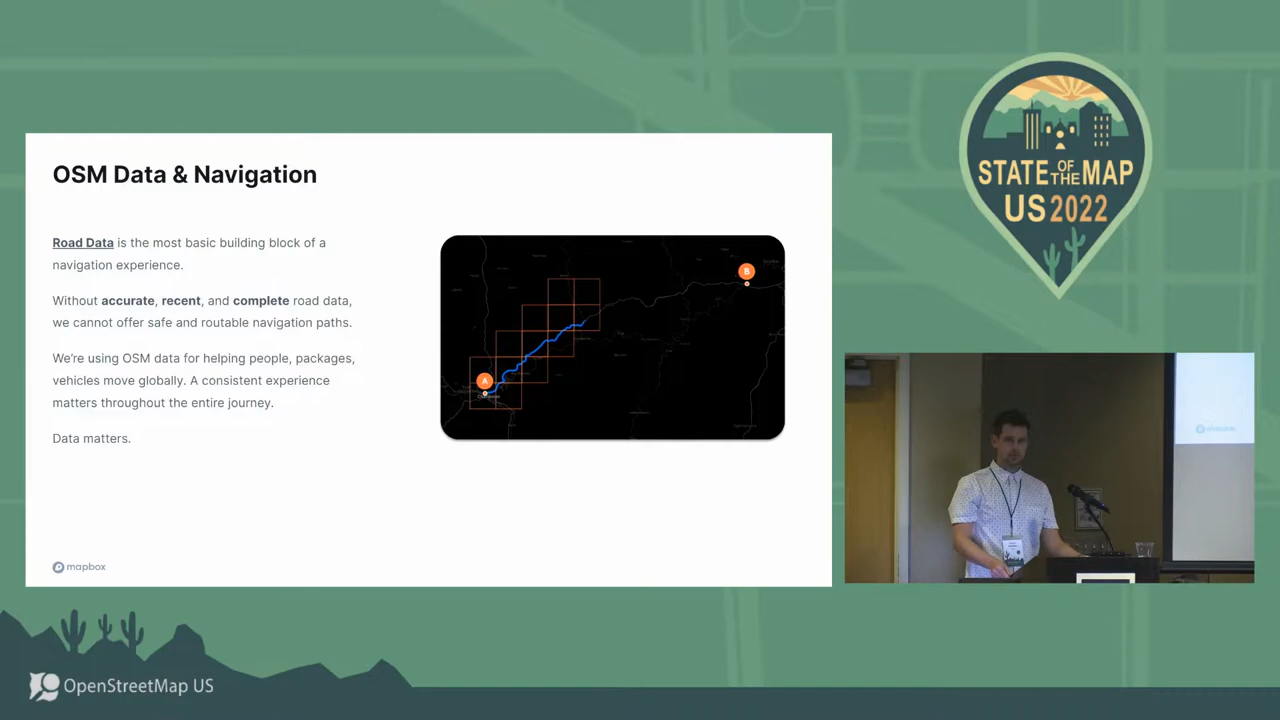 OSM Data & Navigation
Road Data is the most basic building block of a
navigation experience.
Without accurate, recent, and complete road data,
we cannot offer safe and routable navigation paths.
We're using OSM data for helping people, packages,
vehicles move globally. A consistent experience
matters throughout the entire journey.
Data matters.
A
B
mapbox
STATE OF THE MAP
US 2022
mapbox
OpenStreetMap US